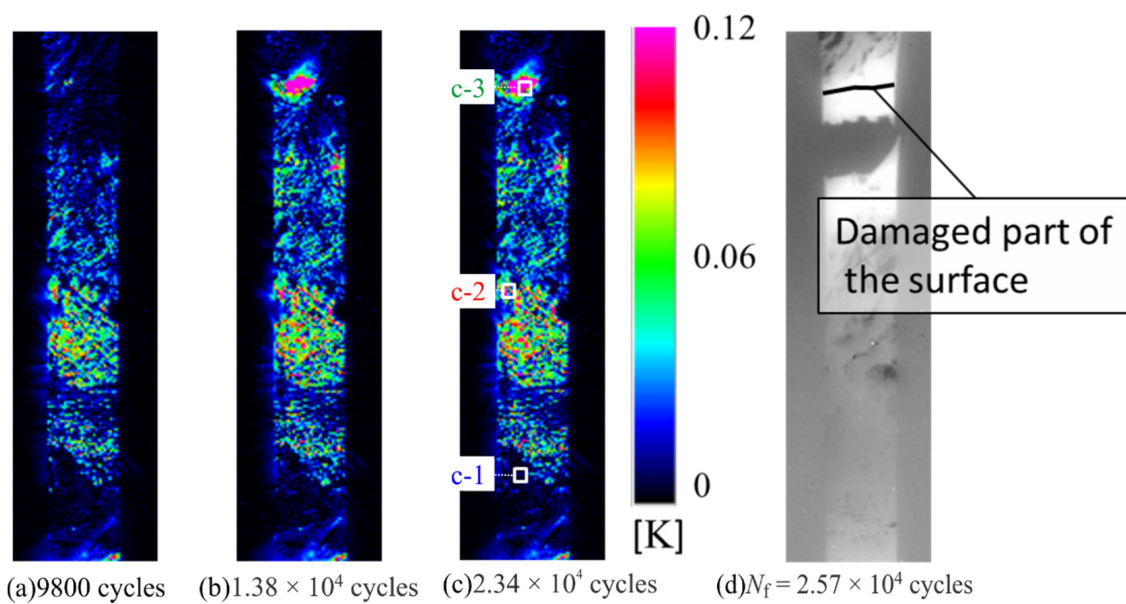 c-3
c-2
c-1
0.12
0.06
0
[K]
Damaged part of
the surface
(a)9800 cycles
(b)1.38 × 10⁴ cycles
(c)2.34 × 10⁴ cycles
(d)N_f = 2.57 × 10⁴ cycles